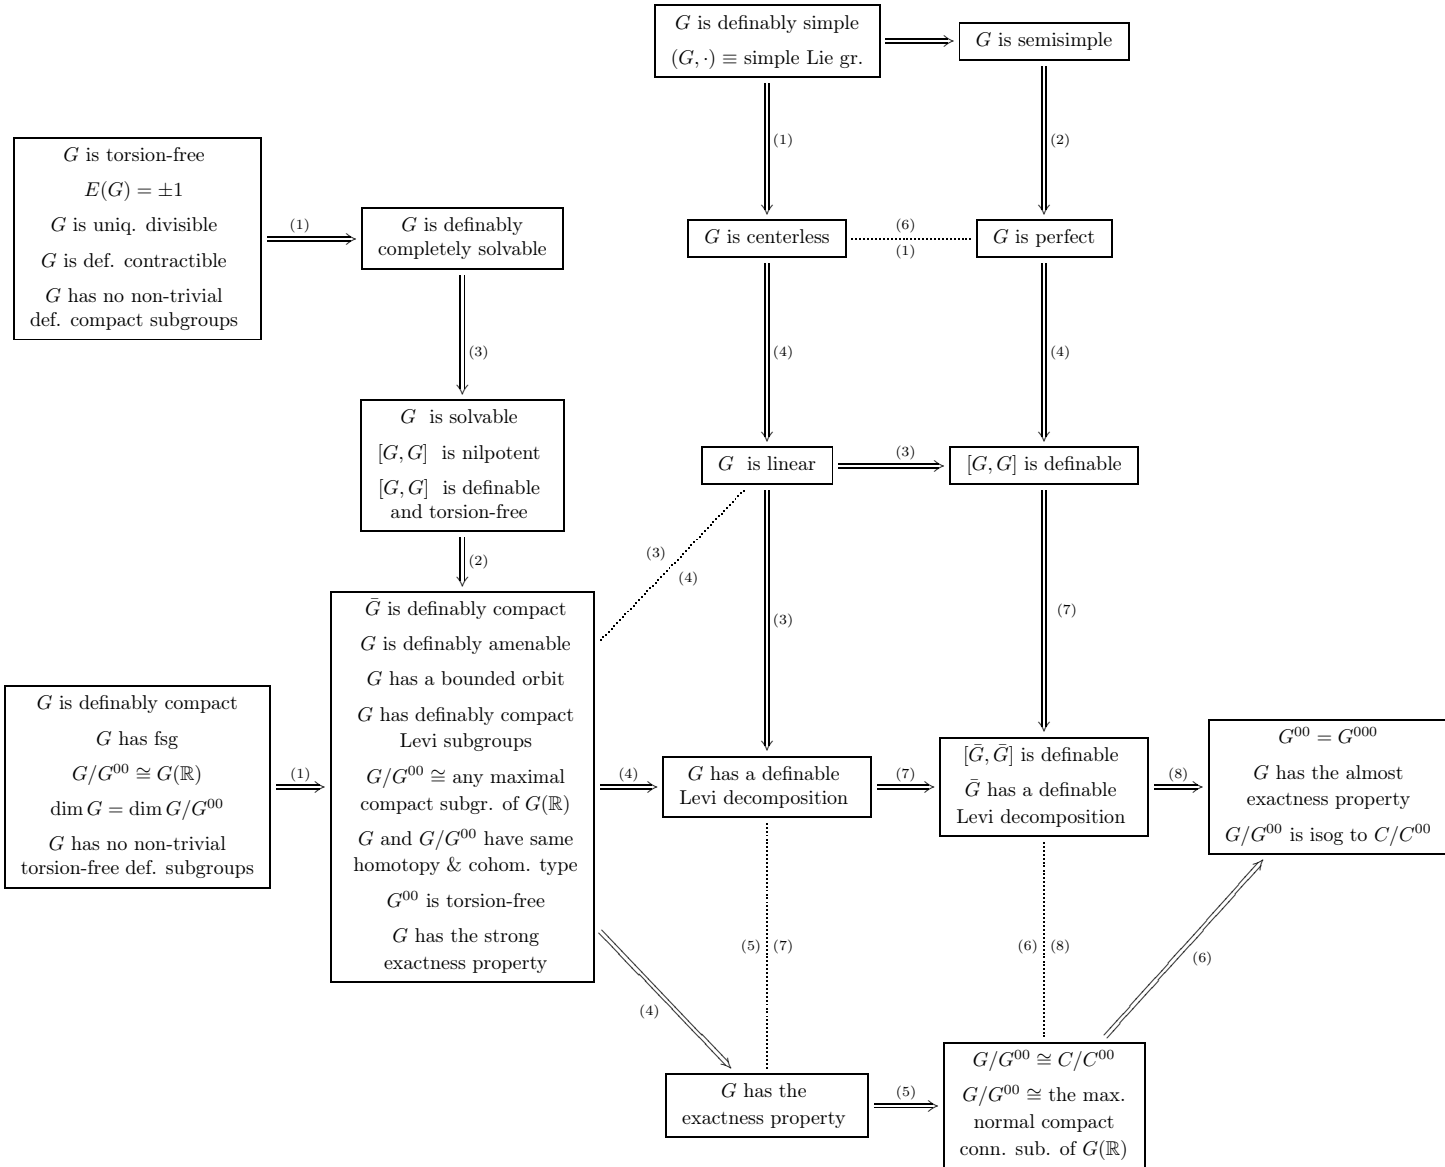 G is definably simple
(G, ·) ≡ simple Lie gr.
G is semisimple
(1)
(2)
G is torsion-free
E(G) = ±1
G is uniq. divisible
G is def. contractible
G has no non-trivial
def. compact subgroups
(1)
G is definably
completely solvable
G is centerless
(6)
(1)
G is perfect
(3)
(4)
(4)
G is solvable
[G, G] is nilpotent
[G, G] is definable
and torsion-free
G is linear
(3)
[G, G] is definable
(2)
(3)
(4)
(3)
(7)
Ḡ is definably compact
G is definably amenable
G has a bounded orbit
G has definably compact
Levi subgroups
G/G⁰⁰ ≅ any maximal
compact subgr. of G(ℝ)
G and G/G⁰⁰ have same
homotopy & cohom. type
G⁰⁰ is torsion-free
G has the strong
exactness property
G is definably compact
G has fsg
G/G⁰⁰ ≅ G(ℝ)
dim G = dim G/G⁰⁰
G has no non-trivial
torsion-free def. subgroups
(1)
(4)
G has a definable
Levi decomposition
(7)
[Ḡ, Ḡ] is definable
Ḡ has a definable
Levi decomposition
(8)
G⁰⁰ = G⁰⁰⁰
G has the almost
exactness property
G/G⁰⁰ is isog to C/C⁰⁰
(5) (7)
(6) (8)
(6)
(4)
G has the
exactness property
(5)
G/G⁰⁰ ≅ C/C⁰⁰
G/G⁰⁰ ≅ the max.
normal compact
conn. sub. of G(ℝ)